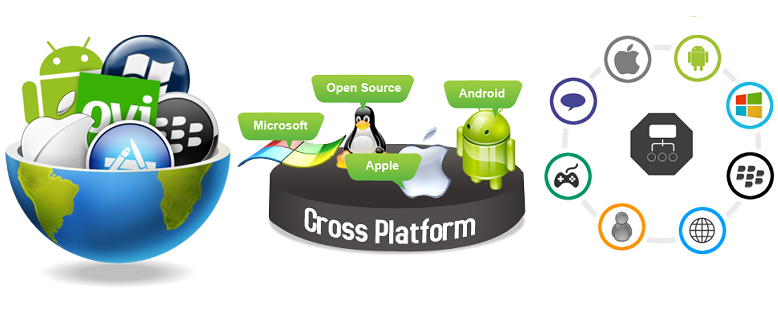 ovi
Open Source
Android
Microsoft
Apple
Cross Platform